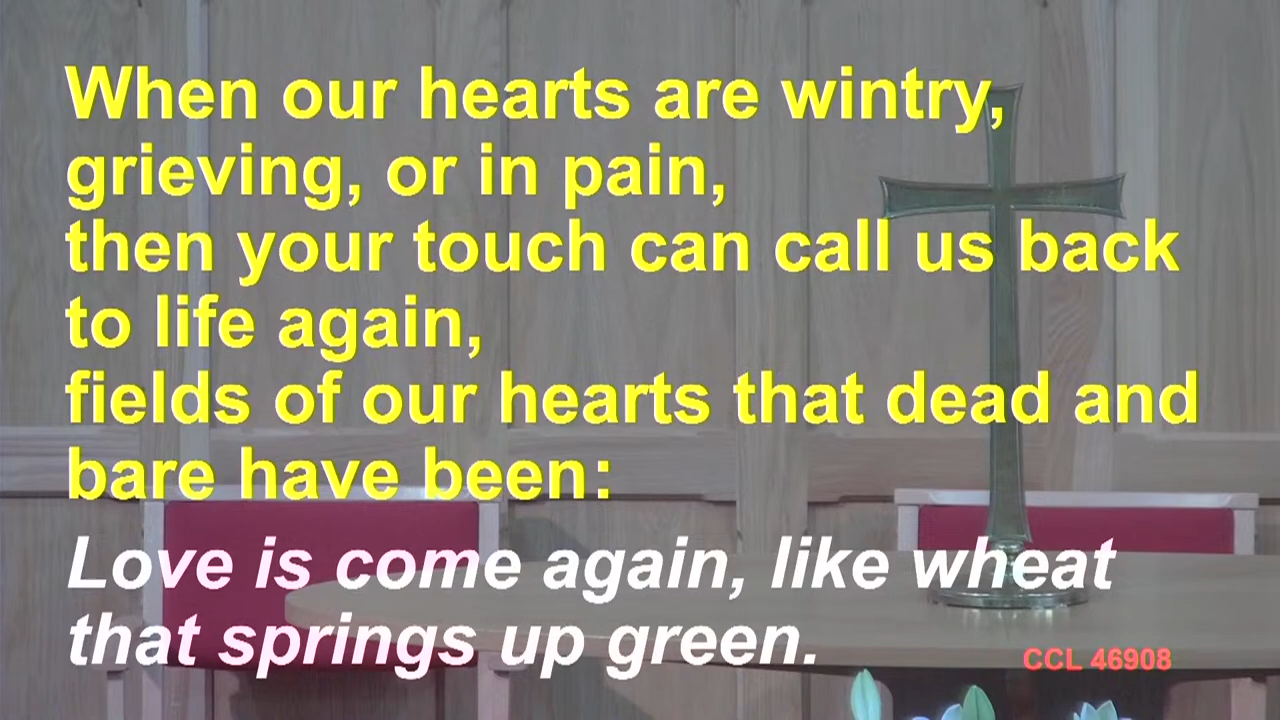 When our hearts are wintry,
grieving, or in pain,
then your touch can call us back
to life again,
fields of our hearts that dead and
bare have been:
Love is come again, like wheat
that springs up green.
CCL 46908